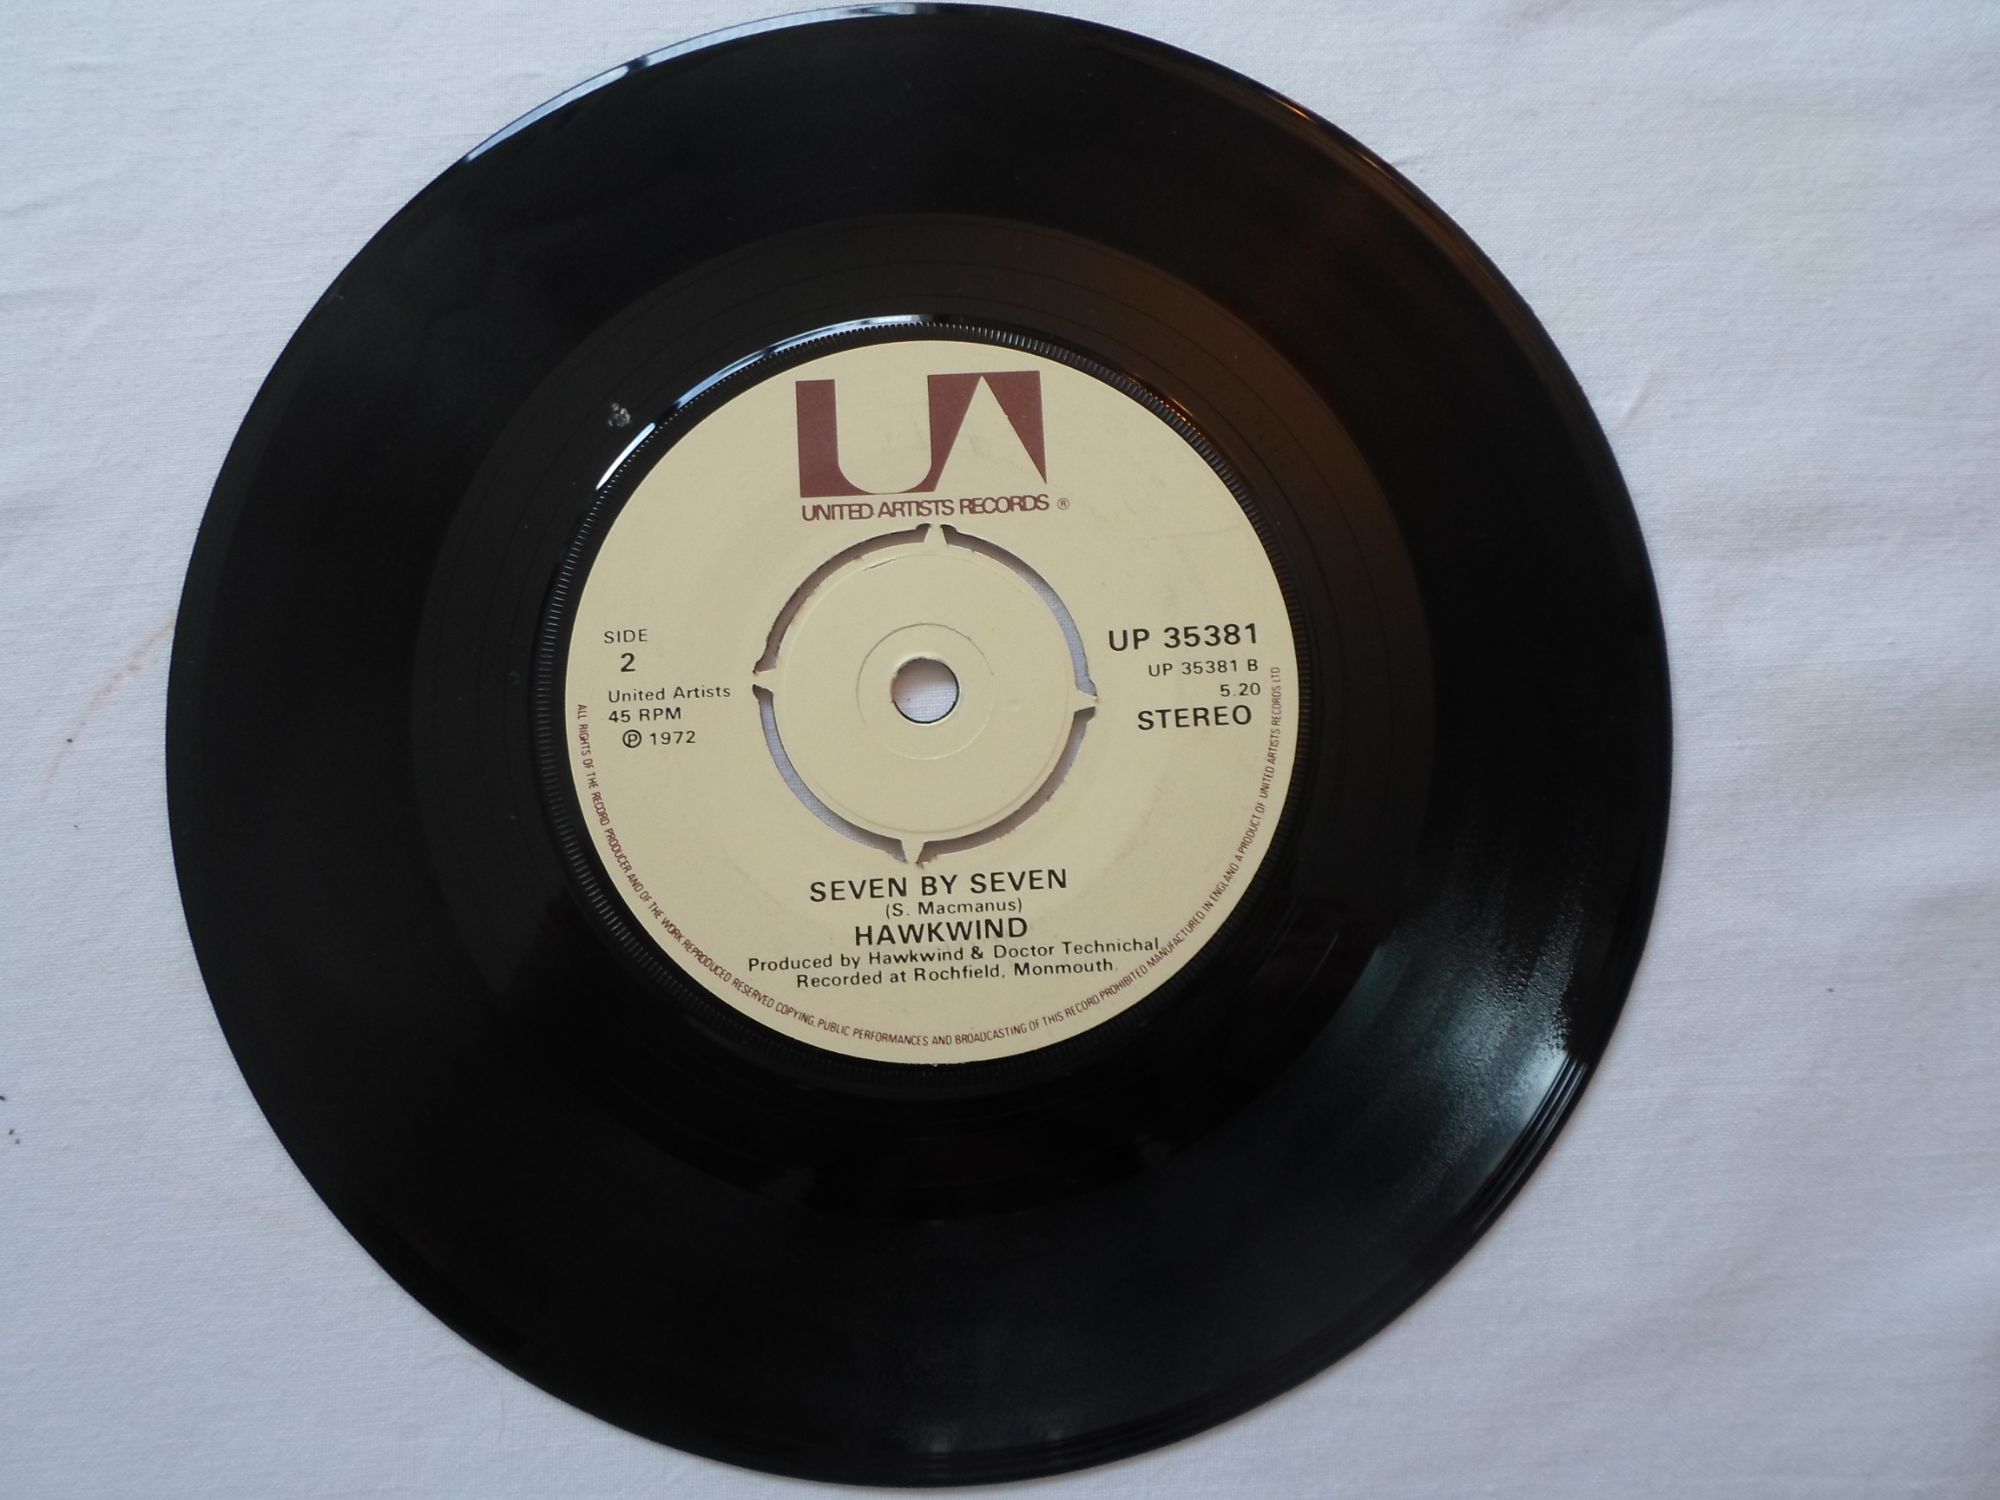 UA
UNITED ARTISTS RECORDS ®
SIDE
2
United Artists
45 RPM
Ⓟ 1972
UP 35381
UP 35381 B
5.20
STEREO
SEVEN BY SEVEN
(S. Macmanus)
HAWKWIND
Produced by Hawkwind & Doctor Technichal
Recorded at Rochfield, Monmouth.
ALL RIGHTS OF THE RECORD PRODUCER AND OF THE WORK REPRODUCED RESERVED COPYING, PUBLIC PERFORMANCES AND BROADCASTING OF THIS RECORD PROHIBITED MANUFACTURED IN ENGLAND A PRODUCT OF UNITED ARTISTS RECORDS LTD